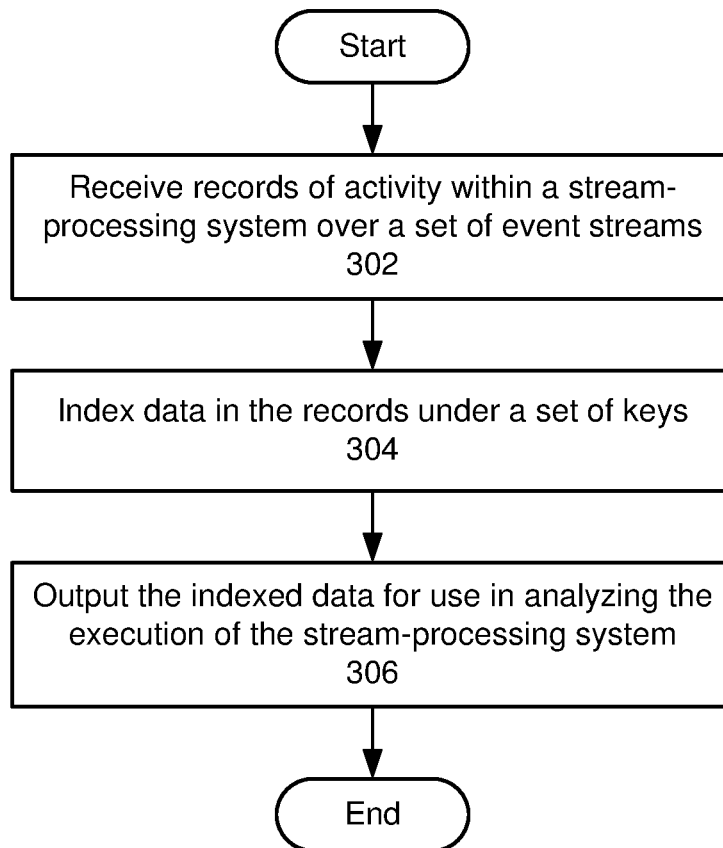 Start
Receive records of activity within a stream-
processing system over a set of event streams
302
Index data in the records under a set of keys
304
Output the indexed data for use in analyzing the
execution of the stream-processing system
306
End